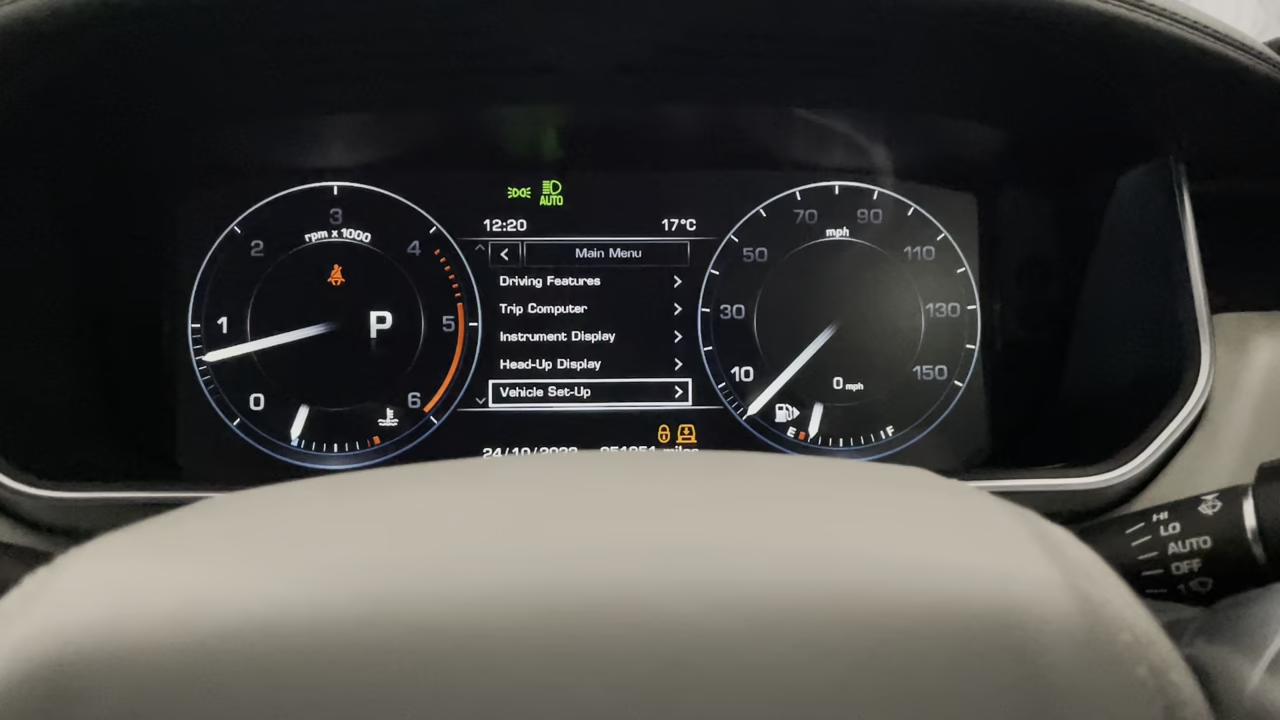 AUTO
12:20 17°C
Main Menu
Driving Features
Trip Computer
Instrument Display
Head-Up Display
Vehicle Set-Up
0
1
2
3
4
5
6
rpm x 1000
P
10
30
50
70
90
110
130
150
mph
0 mph
E F
HI
LO
AUTO
OFF
1